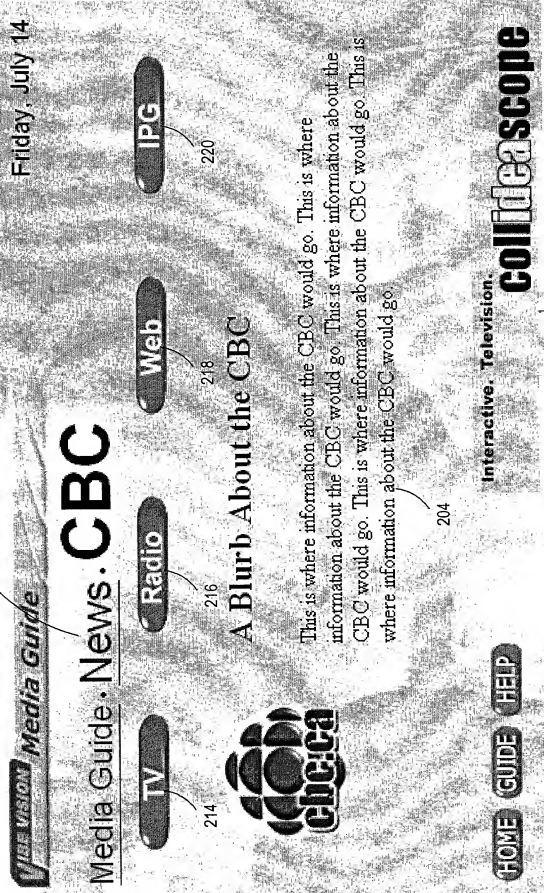 VISION Media Guide
Friday, July 14
Media Guide · News · CBC
TV
Radio
Web
IPG
214
216
218
220
cbc.ca
A Blurb About the CBC
This is where information about the CBC would go. This is where
information about the CBC would go. This is where information about the
CBC would go. This is where information about the CBC would go. This is
where information about the CBC would go.
204
HOME
GUIDE
HELP
Interactive. Television.
collideascope